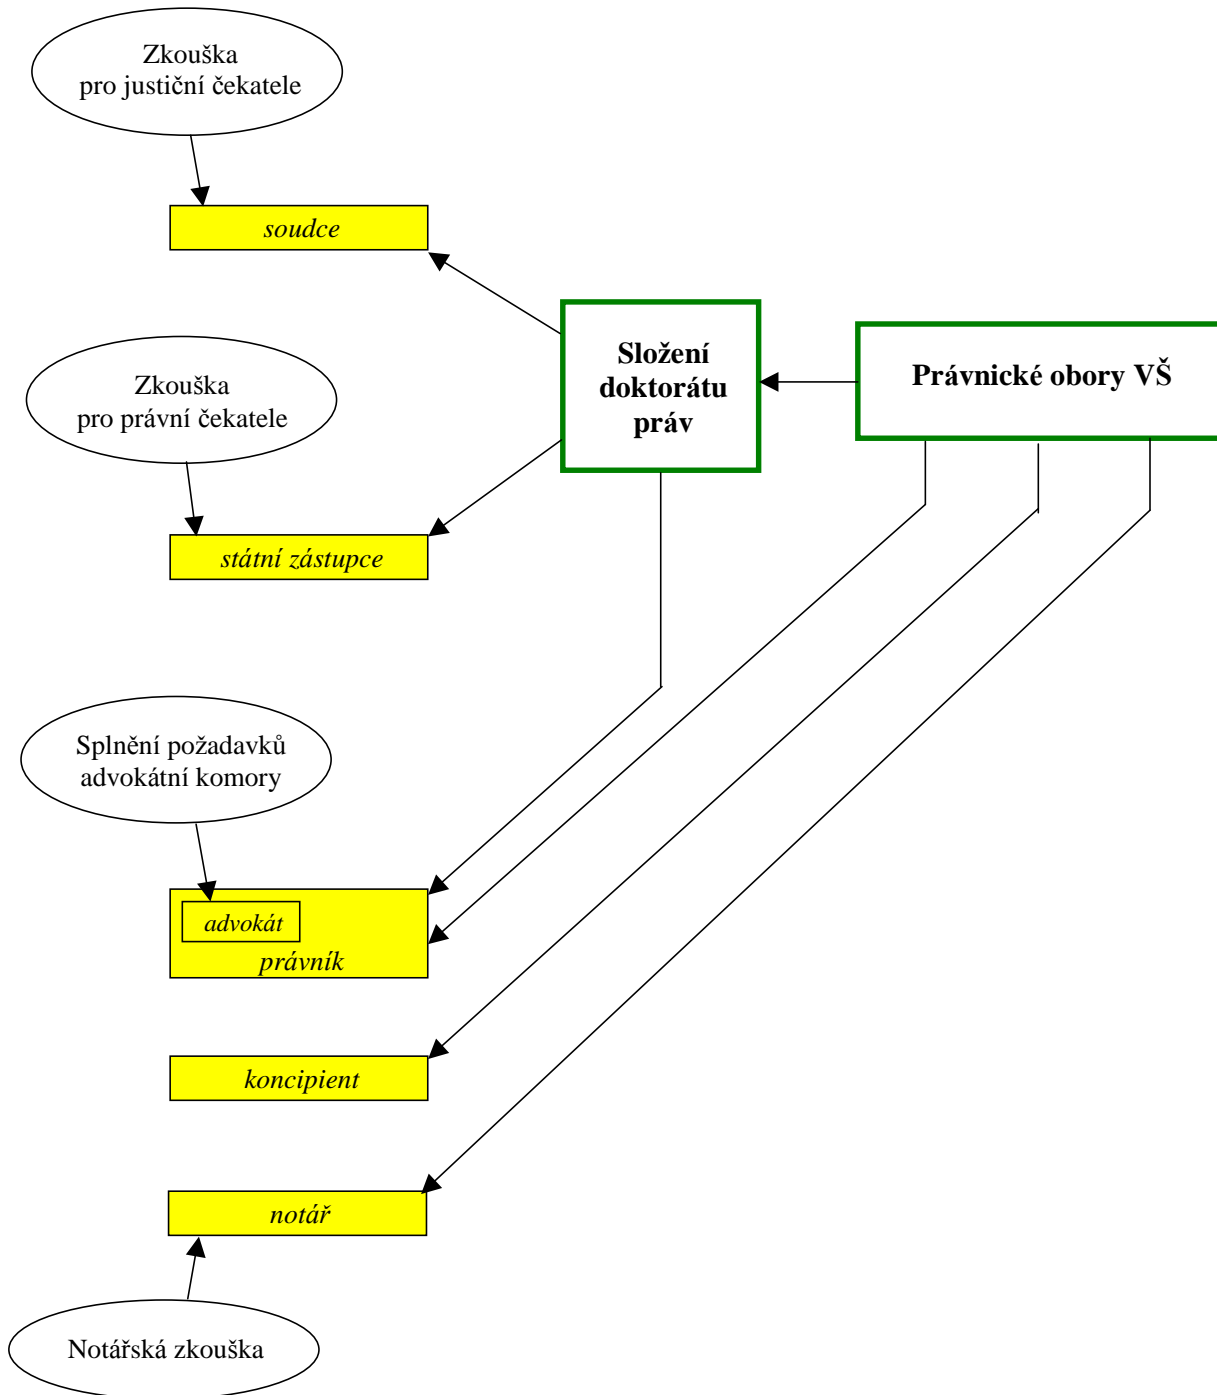 Zkouška
pro justiční čekatele
soudce
Složení
doktorátu
práv
Právnické obory VŠ
Zkouška
pro právní čekatele
státní zástupce
Splnění požadavků
advokátní komory
advokát
právník
koncipient
notář
Notářská zkouška